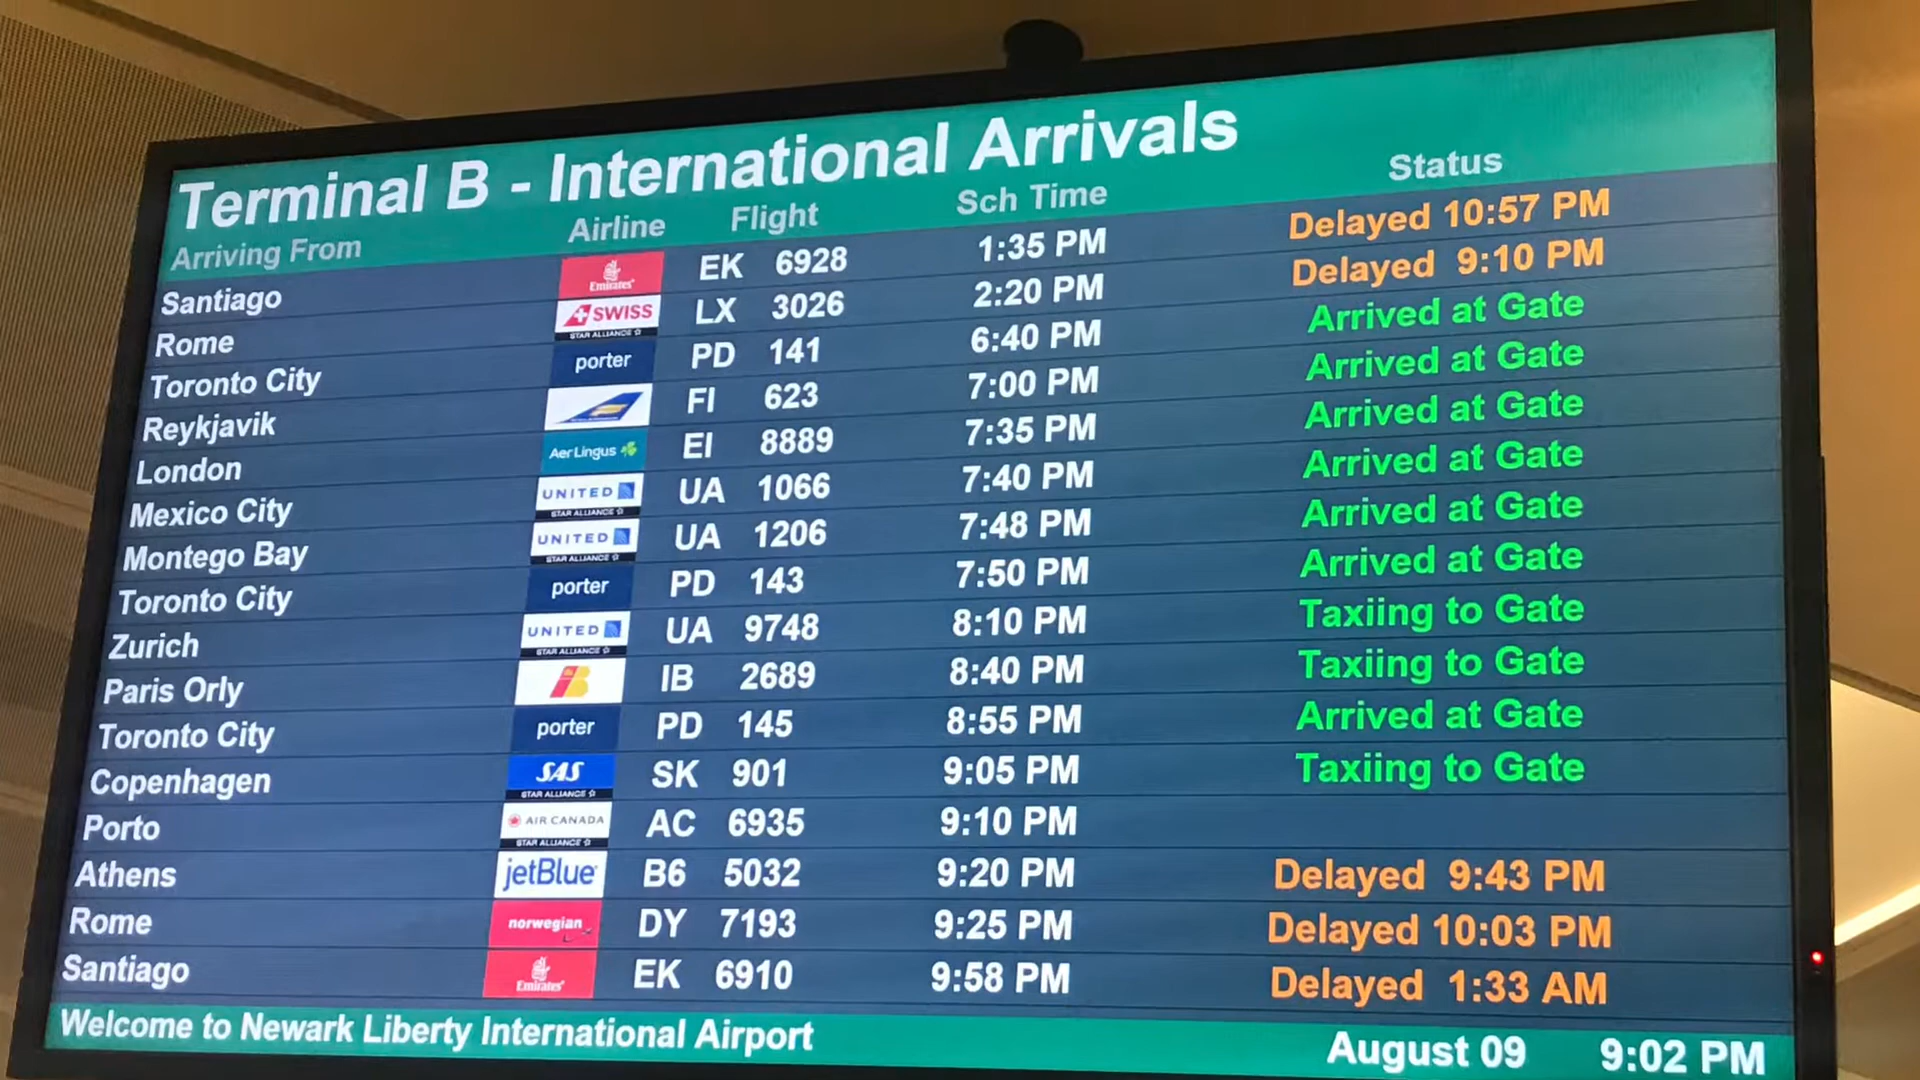 Terminal B - International Arrivals
Arriving From Airline Flight Sch Time Status
Santiago Emirates EK 6928 1:35 PM Delayed 10:57 PM
Rome SWISS STAR ALLIANCE LX 3026 2:20 PM Delayed 9:10 PM
Toronto City porter PD 141 6:40 PM Arrived at Gate
Reykjavik FI 623 7:00 PM Arrived at Gate
London Aer Lingus EI 8889 7:35 PM Arrived at Gate
Mexico City UNITED STAR ALLIANCE UA 1066 7:40 PM Arrived at Gate
Montego Bay UNITED STAR ALLIANCE UA 1206 7:48 PM Arrived at Gate
Toronto City porter PD 143 7:50 PM Arrived at Gate
Zurich UNITED STAR ALLIANCE UA 9748 8:10 PM Taxiing to Gate
Paris Orly IB IB 2689 8:40 PM Taxiing to Gate
Toronto City porter PD 145 8:55 PM Arrived at Gate
Copenhagen SAS STAR ALLIANCE SK 901 9:05 PM Taxiing to Gate
Porto AIR CANADA STAR ALLIANCE AC 6935 9:10 PM
Athens jetBlue B6 5032 9:20 PM Delayed 9:43 PM
Rome norwegian DY 7193 9:25 PM Delayed 10:03 PM
Santiago Emirates EK 6910 9:58 PM Delayed 1:33 AM
Welcome to Newark Liberty International Airport August 09 9:02 PM